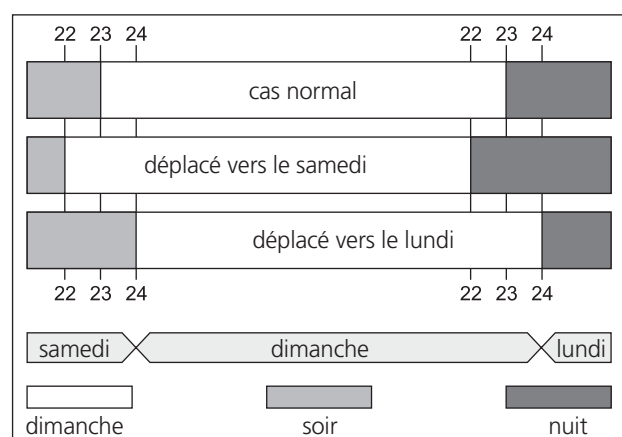 22 23 24 22 23 24
cas normal
déplacé vers le samedi
déplacé vers le lundi
22 23 24 22 23 24
samedi dimanche lundi
dimanche soir nuit